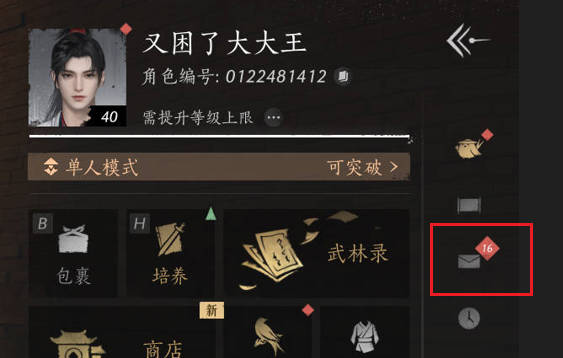 又困了大大王
角色编号: 0122481412
40
需提升等级上限
单人模式
可突破
B
H
包裹
培养
武林录
16
新
商店